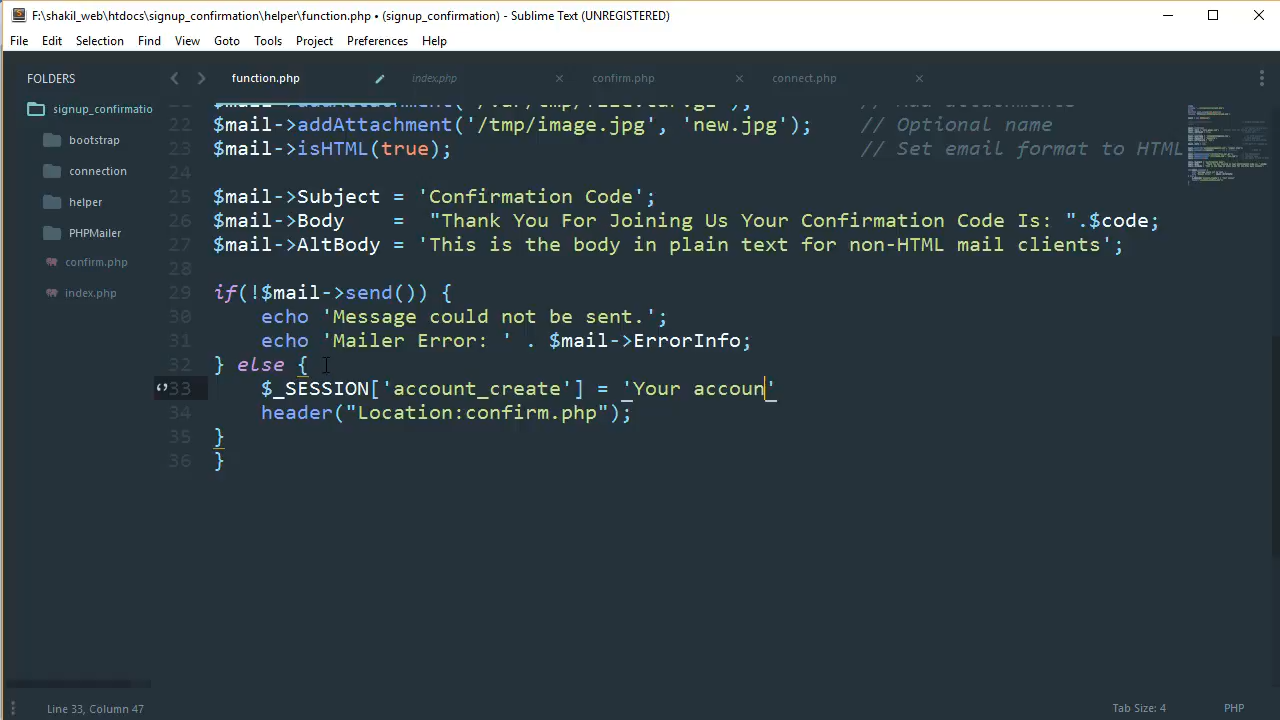 F:\shakil_web\htdocs\signup_confirmation\helper\function.php • (signup_confirmation) - Sublime Text (UNREGISTERED)
File Edit Selection Find View Goto Tools Project Preferences Help
FOLDERS
signup_confirmatio
bootstrap
connection
helper
PHPMailer
confirm.php
index.php
function.php index.php confirm.php connect.php
22 $mail->addAttachment('/tmp/image.jpg', 'new.jpg'); // Optional name
23 $mail->isHTML(true); // Set email format to HTML
24
25 $mail->Subject = 'Confirmation Code';
26 $mail->Body = "Thank You For Joining Us Your Confirmation Code Is: ".$code;
27 $mail->AltBody = 'This is the body in plain text for non-HTML mail clients';
28
29 if(!$mail->send()) {
30 echo 'Message could not be sent.';
31 echo 'Mailer Error: ' . $mail->ErrorInfo;
32 } else {
33 $_SESSION['account_create'] = 'Your accoun'
34 header("Location:confirm.php");
35 }
36 }
Line 33, Column 47 Tab Size: 4 PHP